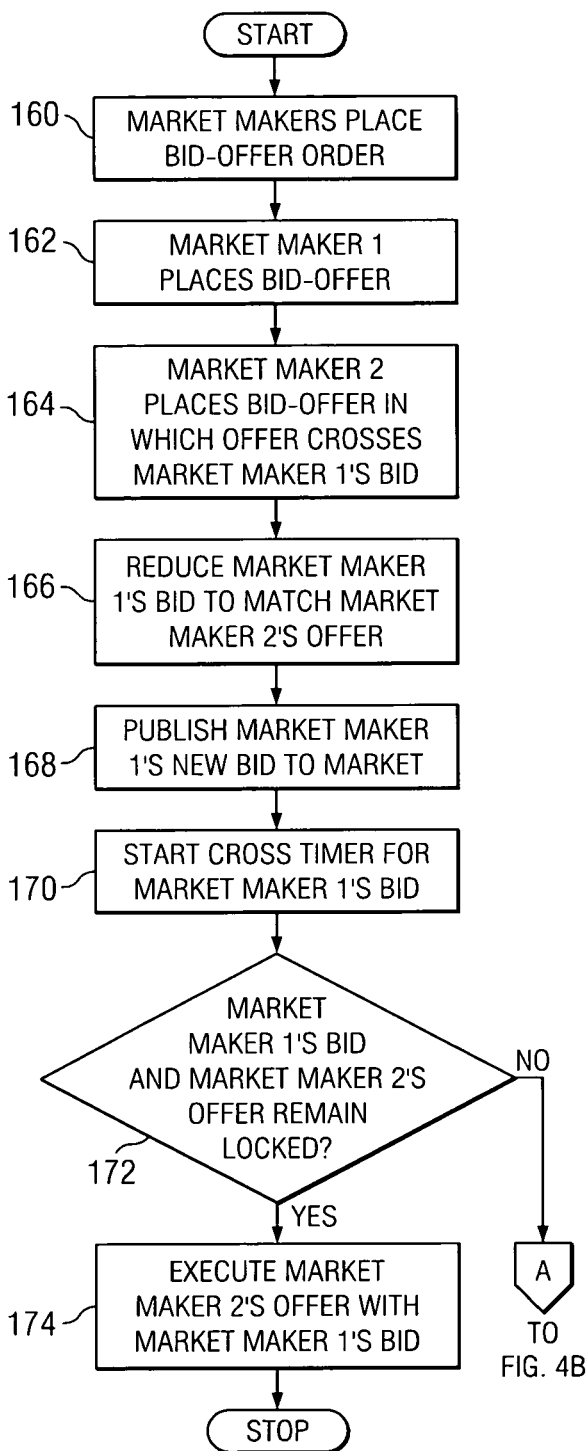 START
160
MARKET MAKERS PLACE
BID-OFFER ORDER
162
MARKET MAKER 1
PLACES BID-OFFER
164
MARKET MAKER 2
PLACES BID-OFFER IN
WHICH OFFER CROSSES
MARKET MAKER 1'S BID
166
REDUCE MARKET MAKER
1'S BID TO MATCH MARKET
MAKER 2'S OFFER
168
PUBLISH MARKET MAKER
1'S NEW BID TO MARKET
170
START CROSS TIMER FOR
MARKET MAKER 1'S BID
MARKET
MAKER 1'S BID
AND MARKET MAKER 2'S
OFFER REMAIN
LOCKED?
172
NO
YES
174
EXECUTE MARKET
MAKER 2'S OFFER WITH
MARKET MAKER 1'S BID
A
TO
FIG. 4B
STOP